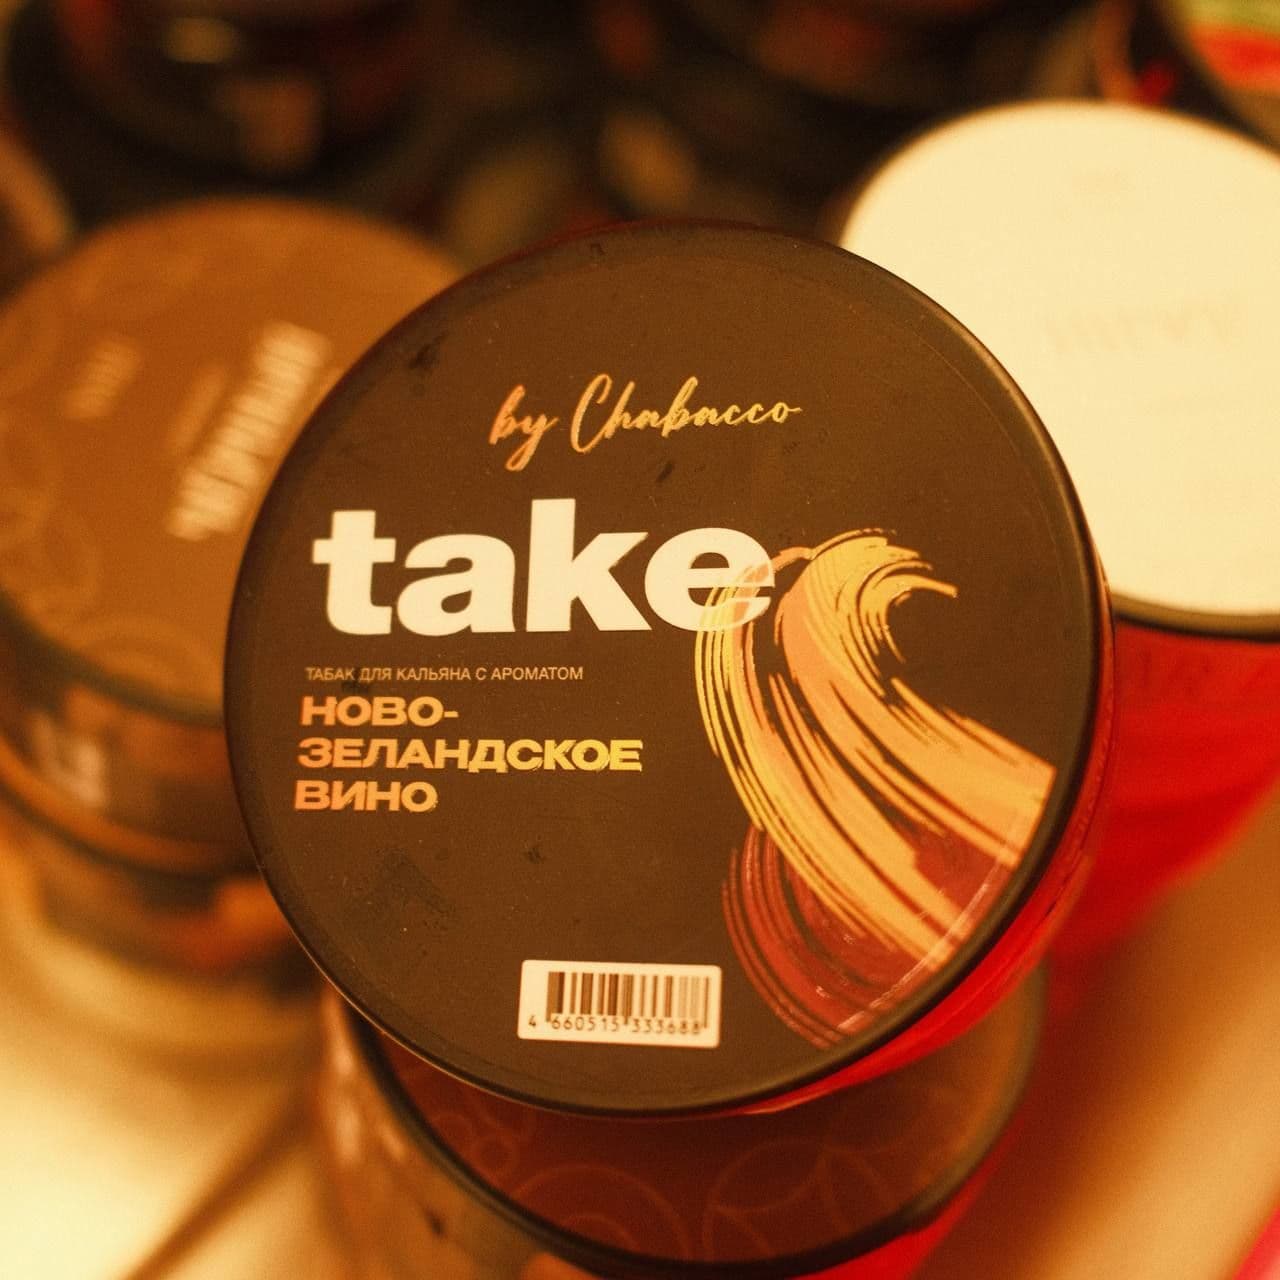 by Chabacco
take
ТАБАК ДЛЯ КАЛЬЯНА С АРОМАТОМ
НОВО-
ЗЕЛАНДСКОЕ
ВИНО
4 660515 333688